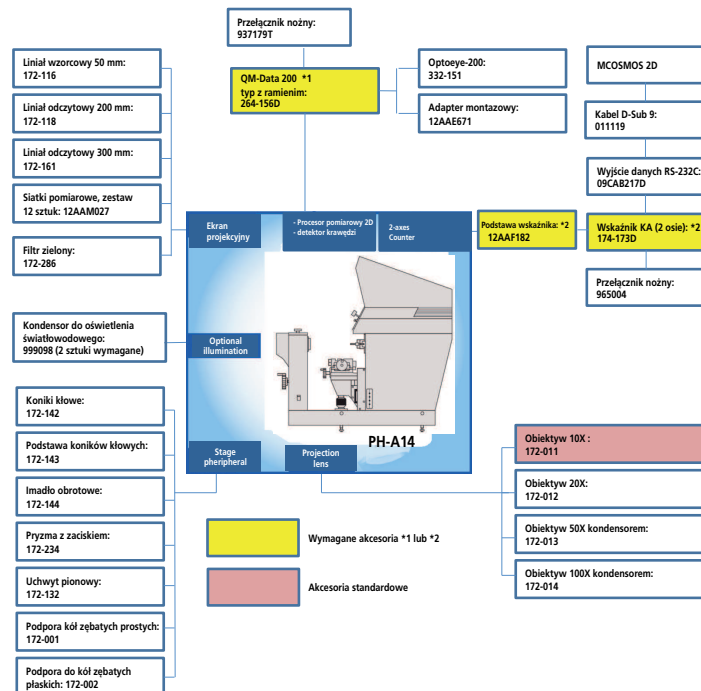 Przełącznik nożny:
937179T
Liniał wzorcowy 50 mm:
172-116
Liniał odczytowy 200 mm:
172-118
Liniał odczytowy 300 mm:
172-161
Siatki pomiarowe, zestaw
12 sztuk: 12AAM027
Filtr zielony:
172-286
QM-Data 200 *1
typ z ramienim:
264-156D
Optoeye-200:
332-151
Adapter montazowy:
12AAE671
MCOSMOS 2D
Kabel D-Sub 9:
011119
Wyjście danych RS-232C:
09CAB217D
Wskaźnik KA (2 osie): *2
174-173D
Przełącznik nożny:
965004
Podstawa wskaźnika: *2
12AAF182
Ekran
projekcyjny
- Procesor pomiarowy 2D
- detektor krawędzi
2-axes
Counter
Kondensor do oświetlenia
światłowodowego:
999098 (2 sztuki wymagane)
Optional
illumination
PH-A14
Stage
pheripheral
Projection
lens
Koniki kłowe:
172-142
Podstawa koników kłowych:
172-143
Imadło obrotowe:
172-144
Pryzma z zaciskiem:
172-234
Uchwyt pionowy:
172-132
Podpora kół zębatych prostych:
172-001
Podpora do kół zębatych
płaskich: 172-002
Obiektyw 10X :
172-011
Obiektyw 20X:
172-012
Obiektyw 50X kondensorem:
172-013
Obiektyw 100X kondensorem:
172-014
Wymagane akcesoria *1 lub *2
Akcesoria standardowe